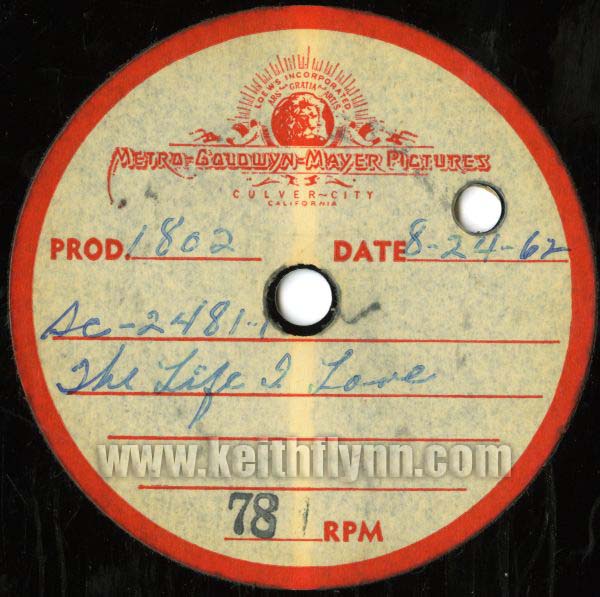 LOEW'S INCORPORATED
ARS GRATIA ARTIS
METRO-GOLDWYN-MAYER PICTURES
CULVER-CITY
CALIFORNIA
PROD. 1802 DATE 8-24-62
Sc-2481-1
The Life I Love
www.keithflynn.com
78 RPM